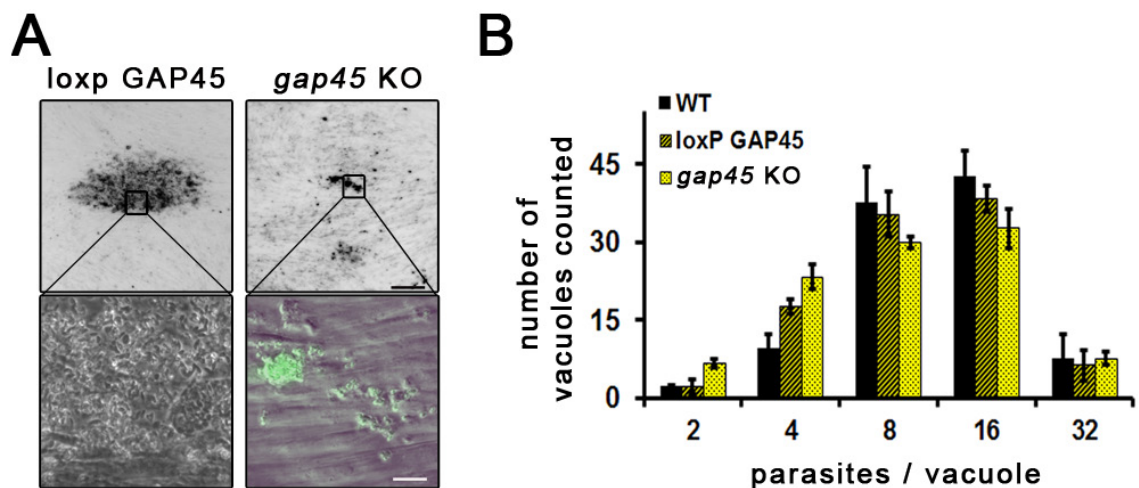 A
loxp GAP45
gap45 KO
B
WT
loxP GAP45
gap45 KO
number of
vacuoles counted
45
30
15
0
2 4 8 16 32
parasites / vacuole